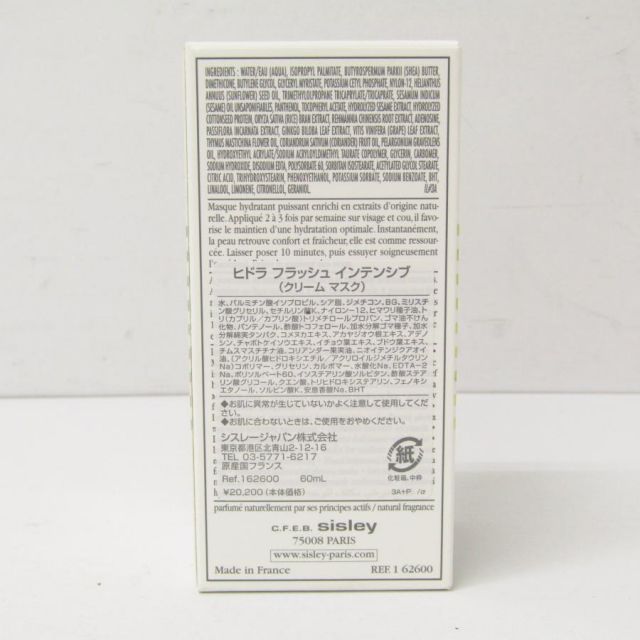 INGREDIENTS : WATER/EAU (AQUA), ISOPROPYL PALMITATE, BUTYROSPERMUM PARKII (SHEA) BUTTER,
DIMETHICONE, BUTYLENE GLYCOL, GLYCERYL MYRISTATE, POTASSIUM CETYL PHOSPHATE, NYLON-12, HELIANTHUS
ANNUUS (SUNFLOWER) SEED OIL, TRIMETHYLOLPROPANE TRICAPRYLATE/TRICAPRATE, SESAMUM INDICUM
(SESAME) OIL UNSAPONIFIABLES, PANTHENOL, TOCOPHERYL ACETATE, HYDROLYZED SESAME EXTRACT, HYDROLYZED
COTTONSEED PROTEIN, ORYZA SATIVA (RICE) BRAN EXTRACT, REHMANNIA CHINENSIS ROOT EXTRACT, ADENOSINE,
PASSIFLORA INCARNATA EXTRACT, GINKGO BILOBA LEAF EXTRACT, VITIS VINIFERA (GRAPE) LEAF EXTRACT,
THYMUS MASTICHINA FLOWER OIL, CORIANDRUM SATIVUM (CORIANDER) FRUIT OIL, PELARGONIUM GRAVEOLENS
OIL, HYDROXYETHYL ACRYLATE/SODIUM ACRYLOYLDIMETHYL TAURATE COPOLYMER, GLYCERIN, CARBOMER,
SODIUM HYDROXIDE, DISODIUM EDTA, POLYSORBATE 60, SORBITAN ISOSTEARATE, ACETYLATED GLYCOL STEARATE,
CITRIC ACID, TRIHYDROXYSTEARIN, PHENOXYETHANOL, POTASSIUM SORBATE, SODIUM BENZOATE, BHT,
LINALOOL, LIMONENE, CITRONELLOL, GERANIOL.
Masque hydratant puissant enrichi en extraits d'origine natu-
relle. Appliqué 2 à 3 fois par semaine sur visage et cou, il favo-
rise le maintien d'une hydratation optimale. Instantanément,
la peau retrouve confort et fraîcheur, elle est comme ressour-
cée. Laisser poser 10 minutes, puis essuyer soigneusement
ヒドラ フラッシュ インテンシブ
(クリーム マスク)
水、パルミチン酸イソプロピル、シア脂、ジメチコン、BG、ミリスチ
ン酸グリセリル、セチルリン酸K、ナイロン-12、ヒマワリ種子油、ト
リ(カプリル/カプリン酸)トリメチロールプロパン、ゴマ油不けん
化物、パンテノール、酢酸トコフェロール、加水分解ゴマ種子、加水
分解綿実タンパク、コメヌカエキス、アカヤジオウ根エキス、アデノ
シン、チャボトケイソウエキス、イチョウ葉エキス、ブドウ葉エキス、
チムスマスチチナ油、コリアンダー果実油、ニオイテンジクアオイ
油、(アクリル酸ヒドロキシエチル/アクリロイルジメチルタウリン
Na)コポリマー、グリセリン、カルボマー、水酸化Na、EDTA-2
Na、ポリソルベート60、イソステアリン酸ソルビタン、酢酸ステア
リン酸グリコール、クエン酸、トリヒドロキシステアリン、フェノキシ
エタノール、ソルビン酸K、安息香酸Na、BHT
◆お肌に異常が生じていないかよく注意して使用してください。
◆お肌に合わないときは、ご使用をおやめください。
シスレージャパン株式会社
東京都港区北青山2-12-16
TEL 03-5771-6217
原産国フランス
Ref.162600 60mL
¥20,200(本体価格)
紙
化粧箱、中枠
3A+P
parfumé naturellement par ses principes actifs / natural fragrance
C.F.E.B. sisley
75008 PARIS
www.sisley-paris.com
Made in France REF. 1 62600